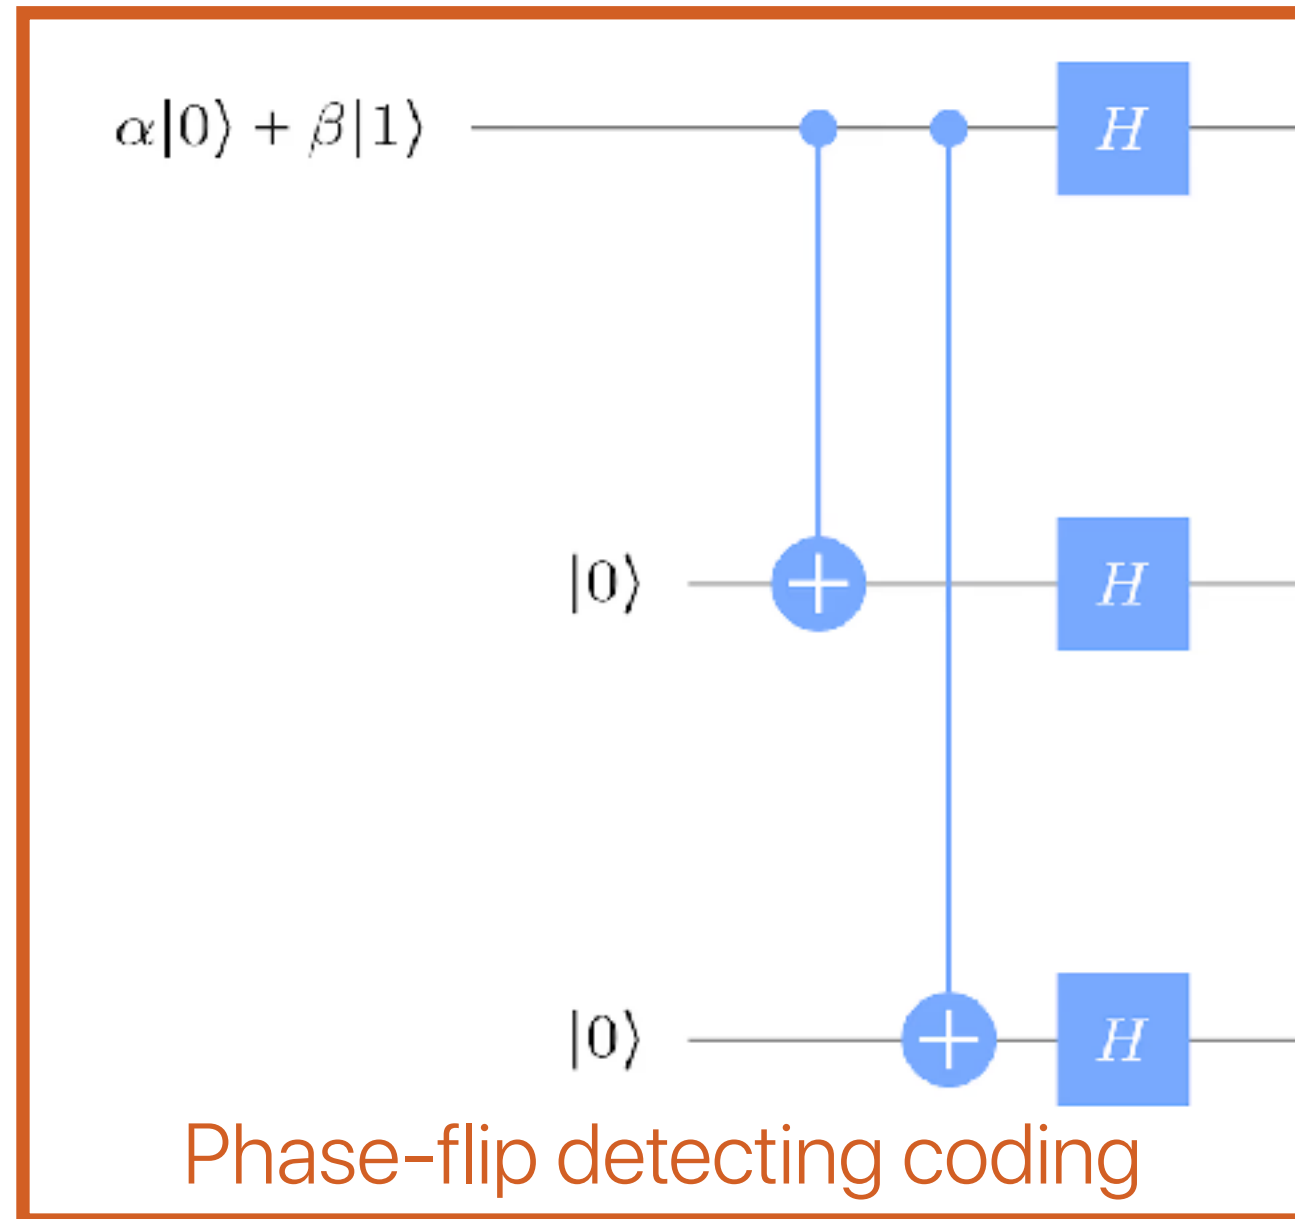 α|0⟩ + β|1⟩
H
|0⟩
H
|0⟩
H
Phase-flip detecting coding